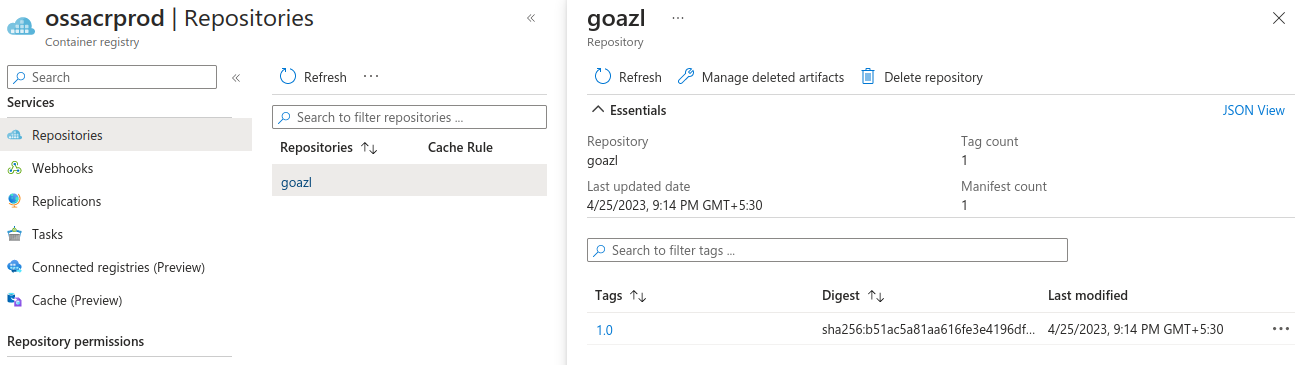 ossacrprod | Repositories
Container registry
«
Search
«
Services
Repositories
Webhooks
Replications
Tasks
Connected registries (Preview)
Cache (Preview)
Repository permissions
Refresh ...
Search to filter repositories ...
Repositories ↑↓ Cache Rule
goazl
goazl ...
Repository
Refresh Manage deleted artifacts Delete repository
Essentials JSON View
Repository Tag count
goazl 1
Last updated date Manifest count
4/25/2023, 9:14 PM GMT+5:30 1
Search to filter tags ...
Tags ↑↓ Digest ↑↓ Last modified
1.0 sha256:b51ac5a81aa616fe3e4196df... 4/25/2023, 9:14 PM GMT+5:30 ...